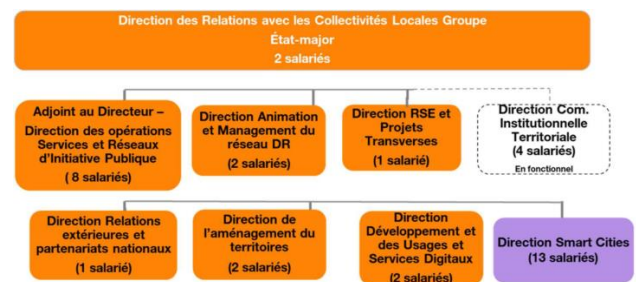 Direction des Relations avec les Collectivités Locales Groupe
État-major
2 salariés
Adjoint au Directeur –
Direction des opérations
Services et Réseaux
d'Initiative Publique
( 8 salariés)
Direction Animation
et Management du
réseau DR
(2 salariés)
Direction RSE et
Projets
Transverses
(1 salarié)
Direction Com.
Institutionnelle
Territoriale
(4 salariés)
En fonctionnel
Direction Relations
extérieures et
partenariats nationaux
(1 salarié)
Direction de
l'aménagement du
territoires
(2 salariés)
Direction
Développement et
des Usages et
Services Digitaux
(2 salariés)
Direction Smart Cities
(13 salariés)